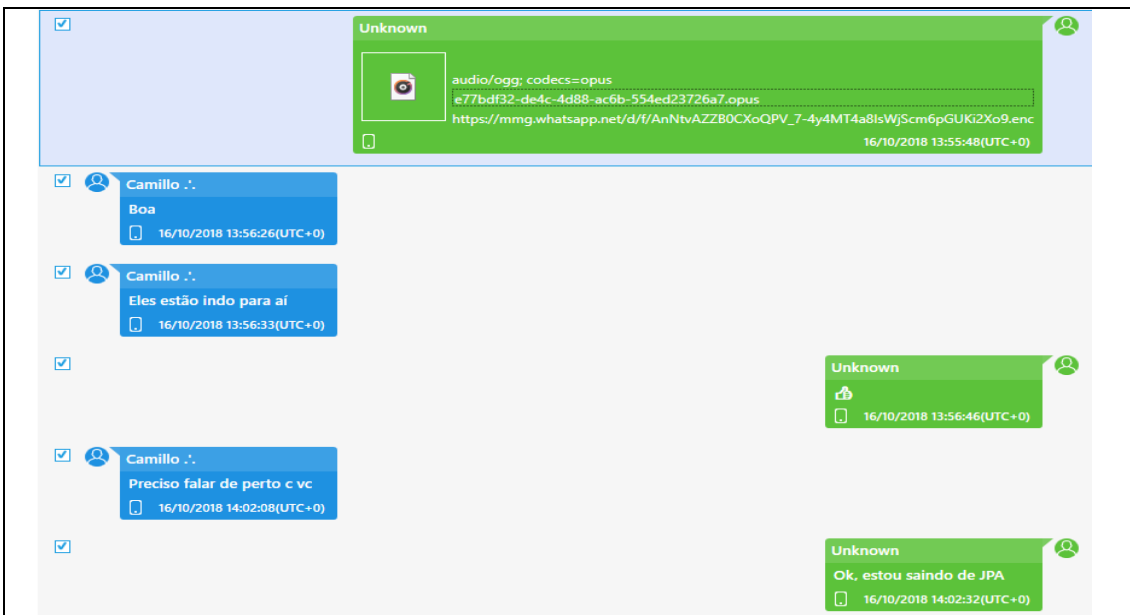 Unknown
audio/ogg; codecs=opus
e77bdf32-de4c-4d88-ac6b-554ed23726a7.opus
https://mmg.whatsapp.net/d/f/AnNtvAZZB0CXoQPV_7-4y4MT4a8IsWjScm6pGUKi2Xo9.enc
16/10/2018 13:55:48(UTC+0)
Camillo .'.
Boa
16/10/2018 13:56:26(UTC+0)
Camillo .'.
Eles estão indo para aí
16/10/2018 13:56:33(UTC+0)
Unknown
👍
16/10/2018 13:56:46(UTC+0)
Camillo .'.
Preciso falar de perto c vc
16/10/2018 14:02:08(UTC+0)
Unknown
Ok, estou saindo de JPA
16/10/2018 14:02:32(UTC+0)